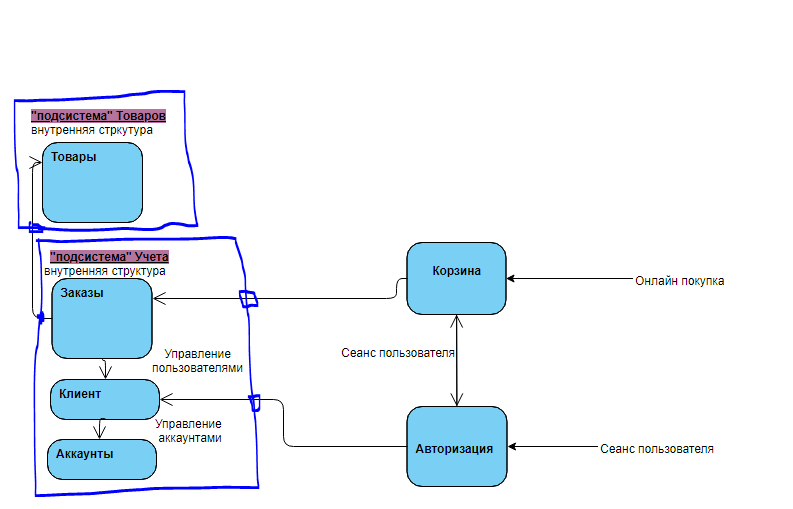 "подсистема" Товаров
внутренняя стркутура
Товары
"подсистема" Учета
внутренняя структура
Заказы
Корзина
Онлайн покупка
Управление
пользователями
Сеанс пользователя
Клиент
Управление
аккаунтами
Аккаунты
Авторизация
Сеанс пользователя